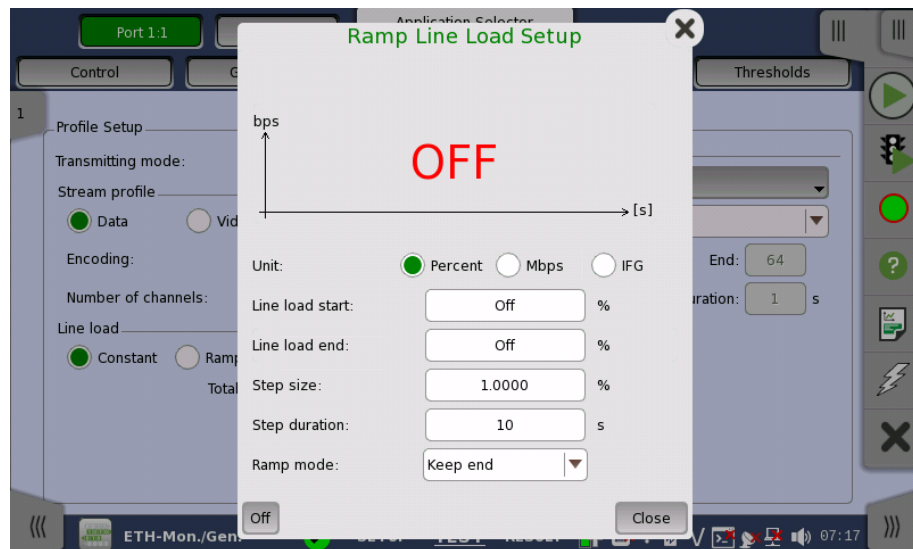 Port 1:1
Ramp Line Load Setup
Control
Thresholds
1
Profile Setup
bps
OFF
[s]
Transmitting mode:
Stream profile
Data
Encoding:
Unit:
Percent
Mbps
IFG
End:
64
Number of channels:
Line load start:
Off
%
1
s
Line load
Line load end:
Off
%
Constant
Total
Step size:
1.0000
%
Step duration:
10
s
Ramp mode:
Keep end
Off
Close
ETH-Mon./Gen.
TEST
07:17